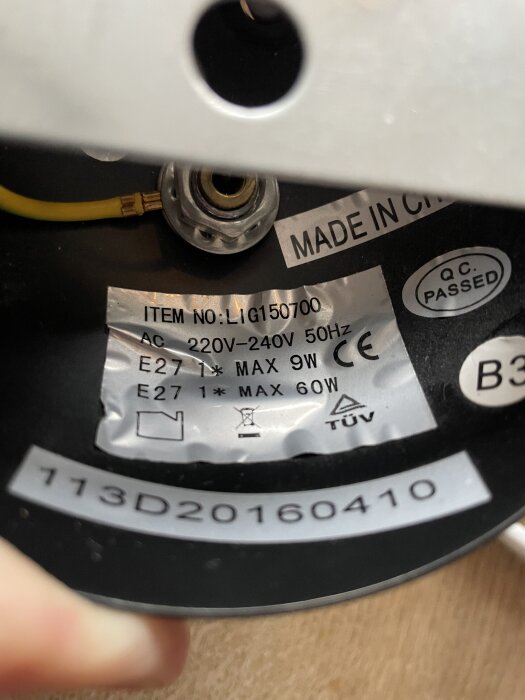 MADE IN CH
Q.C.
PASSED
ITEM NO:LIG150700
AC 220V-240V 50Hz
E27 1* MAX 9W CE
E27 1* MAX 60W
TÜV
B3
113D20160410